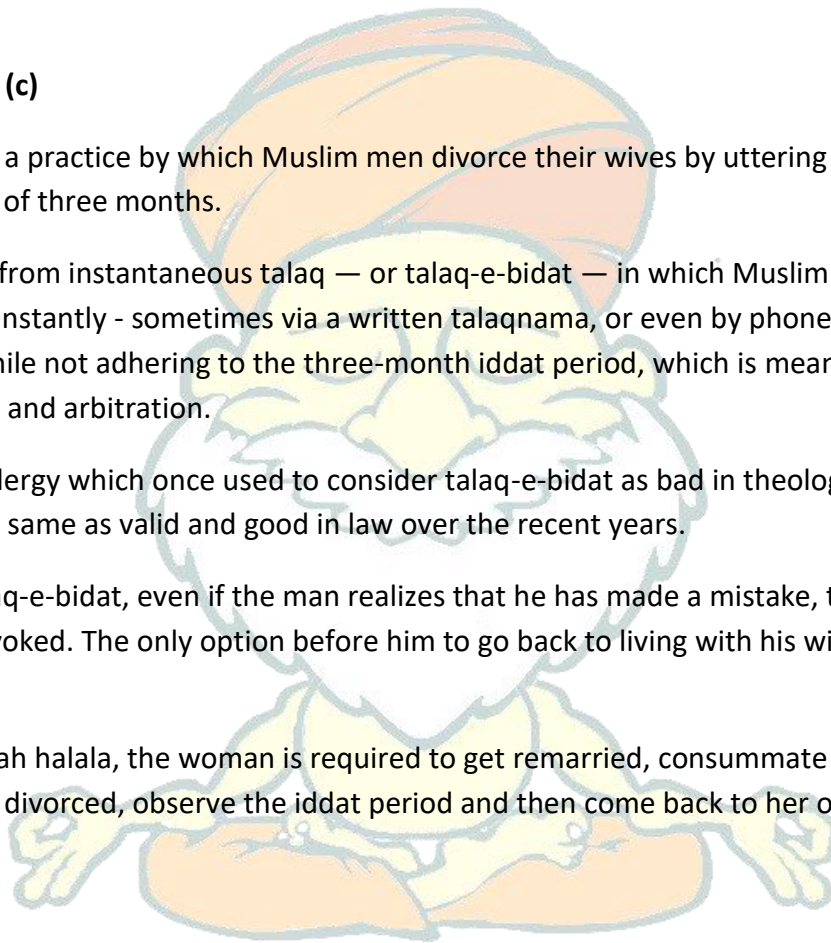 (c)
a practice by which Muslim men divorce their wives by uttering
of three months.
from instantaneous talaq — or talaq-e-bidat — in which Muslim
nstantly - sometimes via a written talaqnama, or even by phone
ile not adhering to the three-month iddat period, which is mean
and arbitration.
lergy which once used to consider talaq-e-bidat as bad in theolog
same as valid and good in law over the recent years.
q-e-bidat, even if the man realizes that he has made a mistake, t
voked. The only option before him to go back to living with his wi
ah halala, the woman is required to get remarried, consummate
divorced, observe the iddat period and then come back to her o